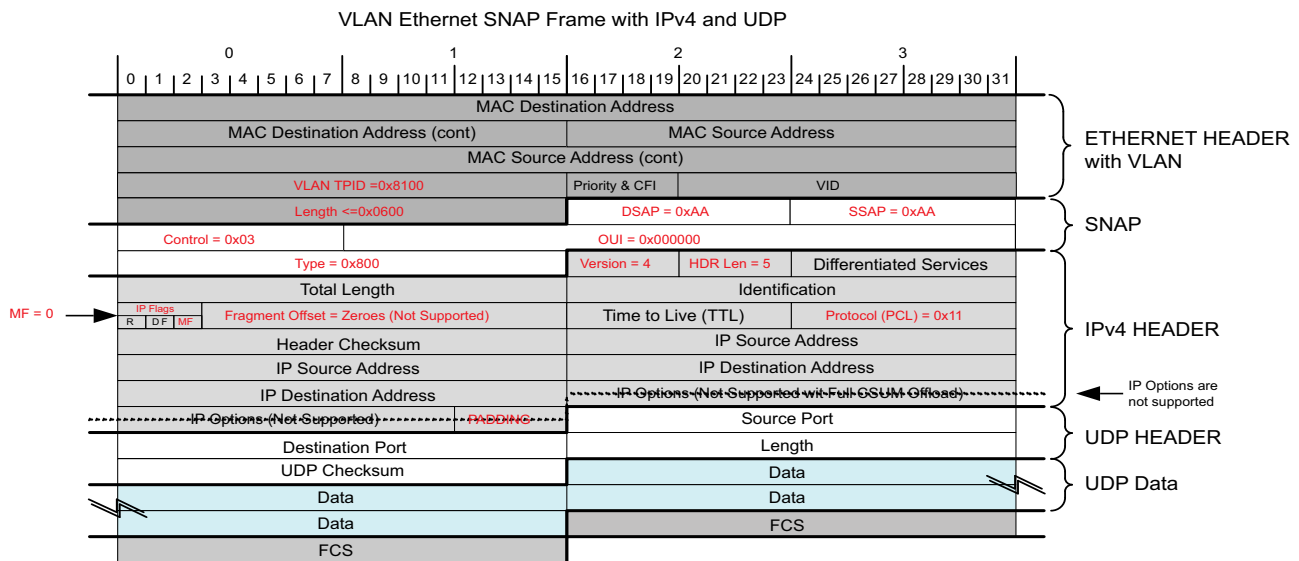 VLAN Ethernet SNAP Frame with IPv4 and UDP
0 1 2 3
0 1 2 3 4 5 6 7 8 9 10 11 12 13 14 15 16 17 18 19 20 21 22 23 24 25 26 27 28 29 30 31
MAC Destination Address
MAC Destination Address (cont) MAC Source Address
MAC Source Address (cont)
VLAN TPID =0x8100 Priority & CFI VID
ETHERNET HEADER
with VLAN
Length <=0x0600 DSAP = 0xAA SSAP = 0xAA
Control = 0x03 OUI = 0x000000
SNAP
Type = 0x800 Version = 4 HDR Len = 5 Differentiated Services
Total Length Identification
MF = 0
IP Flags
R D F MF
Fragment Offset = Zeroes (Not Supported) Time to Live (TTL) Protocol (PCL) = 0x11
IPv4 HEADER
Header Checksum IP Source Address
IP Source Address IP Destination Address
IP Destination Address IP Options (Not Supported wit Full CSUM Offload)
IP Options are
not supported
IP Options (Not Supported) PADDING Source Port
Destination Port Length
UDP HEADER
UDP Checksum Data
Data Data
UDP Data
Data FCS
FCS